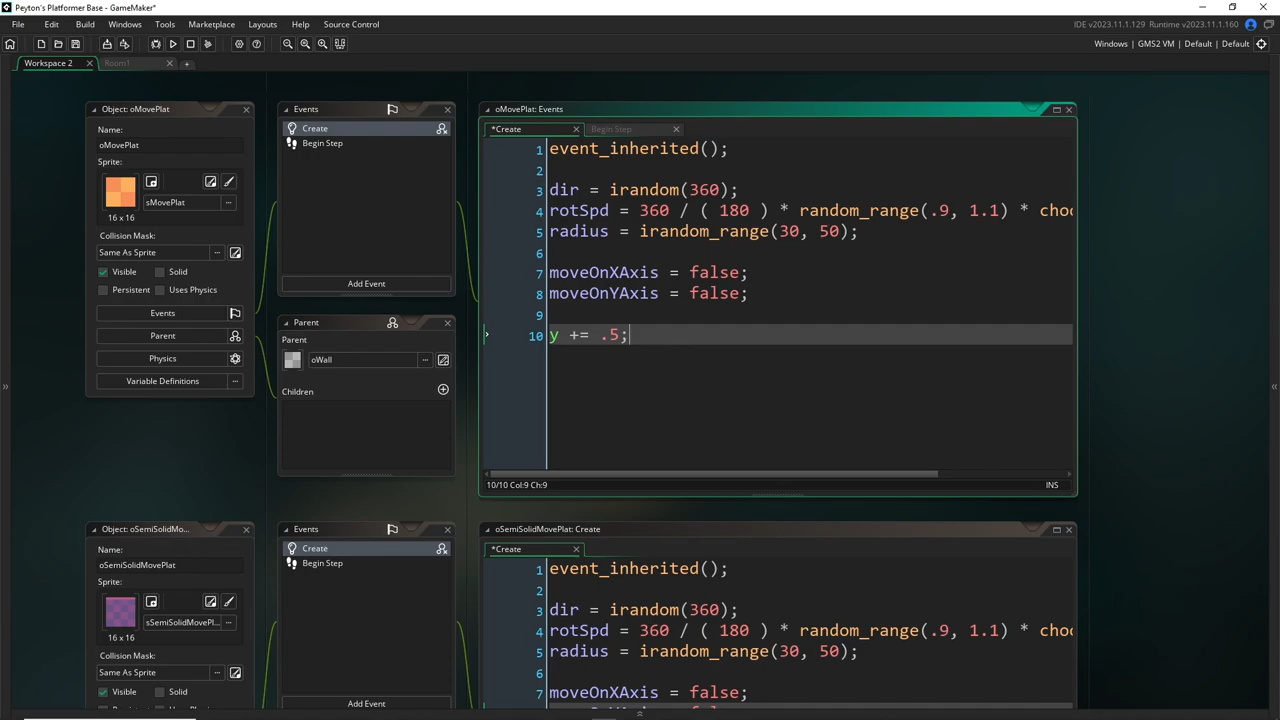 Peyton's Platformer Base - GameMaker*
File Edit Build Windows Tools Marketplace Layouts Help Source Control
IDE v2023.11.1.129 Runtime v2023.11.1.160
Windows | GMS2 VM | Default | Default
Workspace 2
Room1
Object: oMovePlat
Name:
oMovePlat
Sprite:
sMovePlat
16 x 16
Collision Mask:
Same As Sprite
Visible
Solid
Persistent
Uses Physics
Events
Parent
Physics
Variable Definitions
Events
Create
Begin Step
Add Event
Parent
Parent
oWall
Children
oMovePlat: Events
*Create
Begin Step
1 event_inherited();
2
3 dir = irandom(360);
4 rotSpd = 360 / ( 180 ) * random_range(.9, 1.1) * choo
5 radius = irandom_range(30, 50);
6
7 moveOnXAxis = false;
8 moveOnYAxis = false;
9
10 y += .5;
10/10 Col:9 Ch:9
INS
Object: oSemiSolidMo...
Name:
oSemiSolidMovePlat
Sprite:
sSemiSolidMovePl...
16 x 16
Collision Mask:
Same As Sprite
Visible
Solid
Events
Create
Begin Step
Add Event
oSemiSolidMovePlat: Create
*Create
1 event_inherited();
2
3 dir = irandom(360);
4 rotSpd = 360 / ( 180 ) * random_range(.9, 1.1) * choo
5 radius = irandom_range(30, 50);
6
7 moveOnXAxis = false;